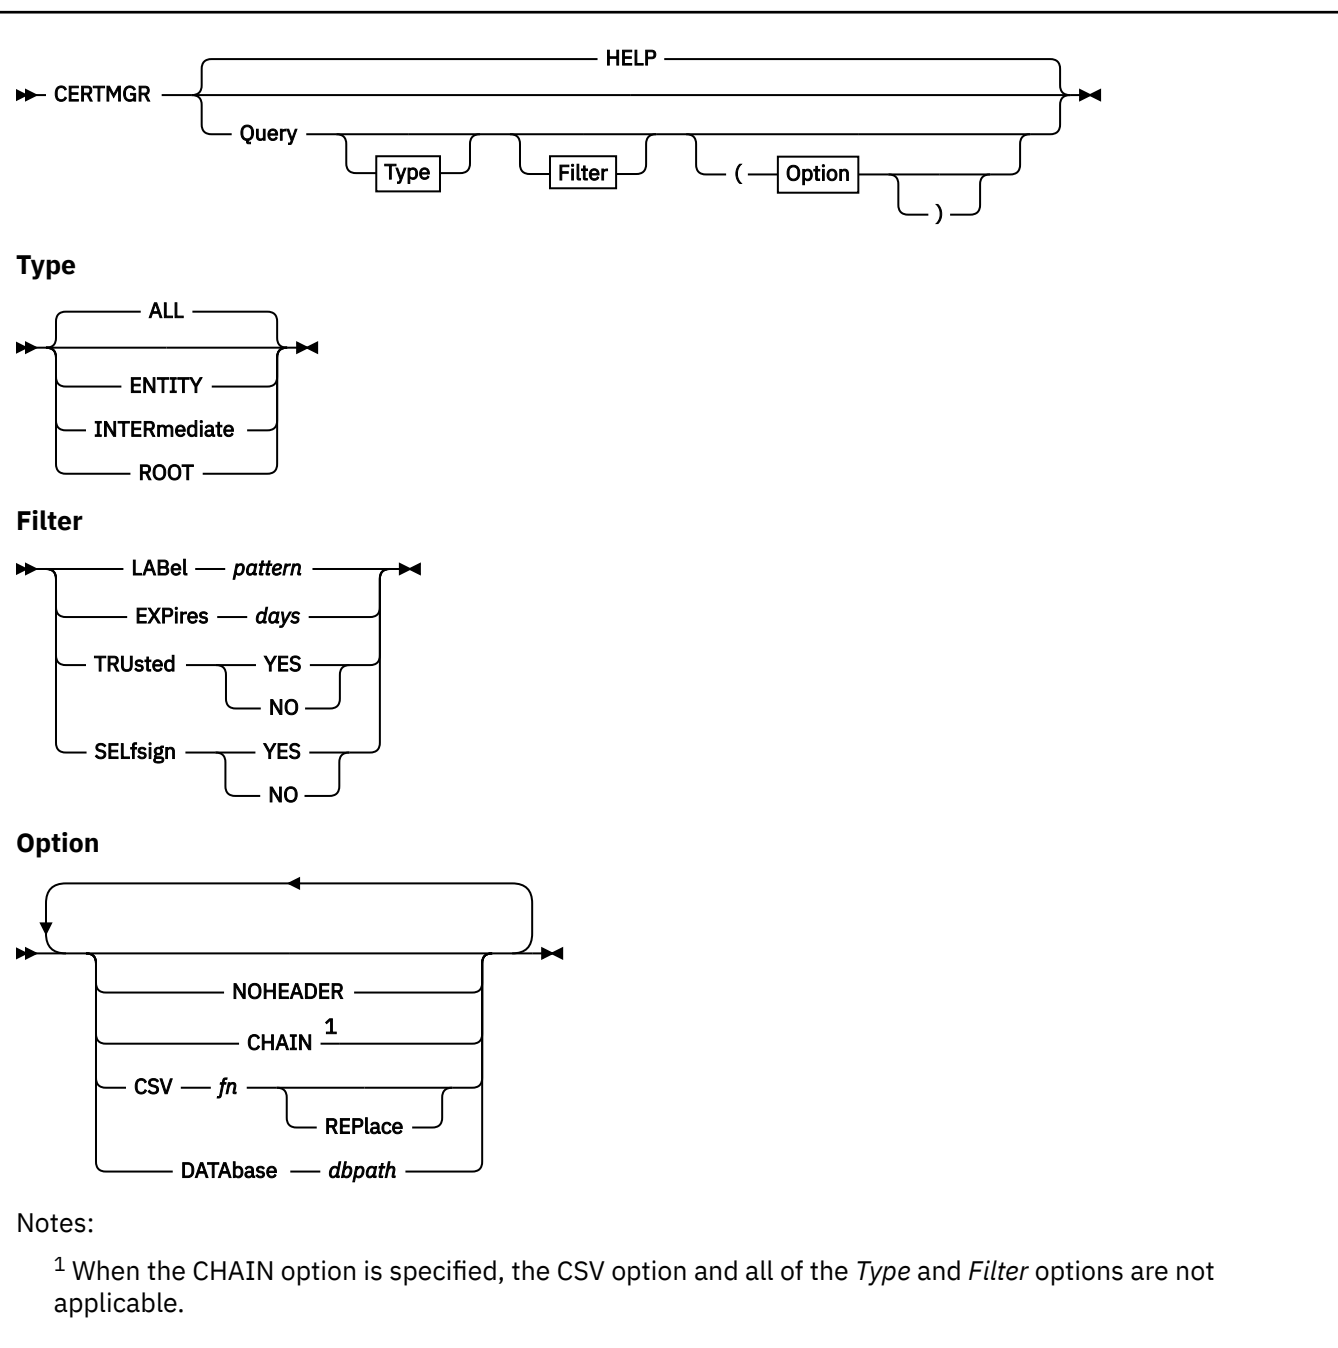 HELP
CERTMGR
Query
Type
Filter
( Option
)
Type
ALL
ENTITY
INTERmediate
ROOT
Filter
LABel pattern
EXPires days
TRUsted YES
NO
SELfsign YES
NO
Option
NOHEADER
CHAIN 1
CSV fn
REPlace
DATAbase dbpath
Notes:
1 When the CHAIN option is specified, the CSV option and all of the Type and Filter options are not
applicable.